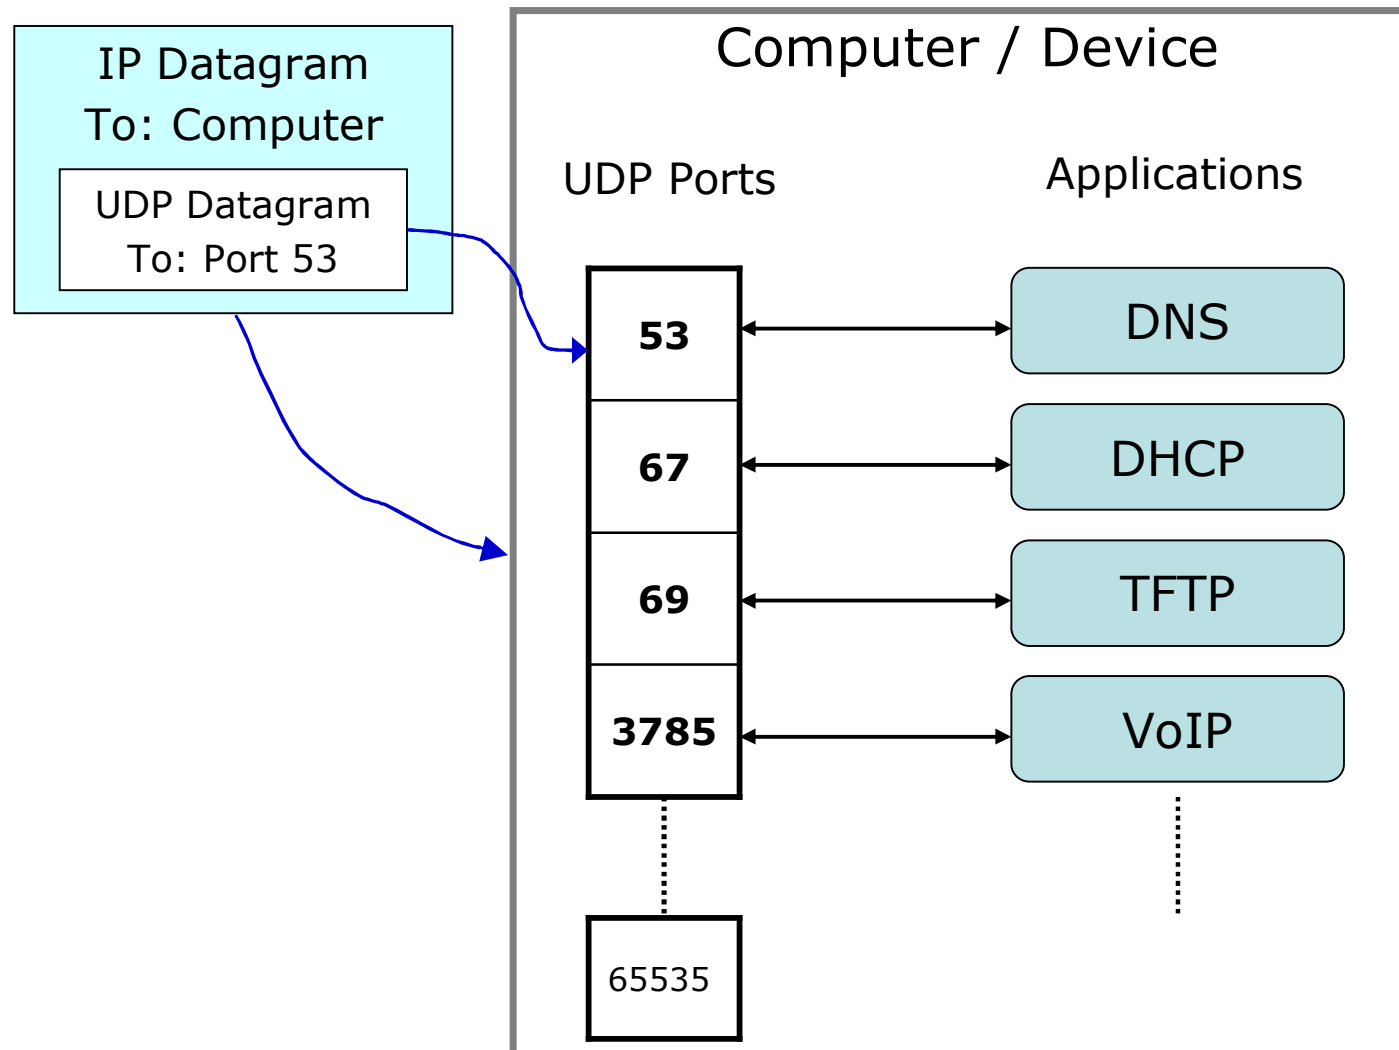 IP Datagram
To: Computer
UDP Datagram
To: Port 53
Computer / Device
UDP Ports
Applications
53
DNS
67
DHCP
69
TFTP
3785
VoIP
65535